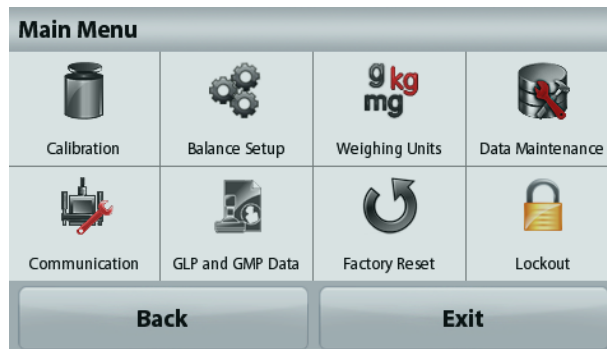 Main Menu
g kg
mg
Calibration
Balance Setup
Weighing Units
Data Maintenance
Communication
GLP and GMP Data
Factory Reset
Lockout
Back
Exit